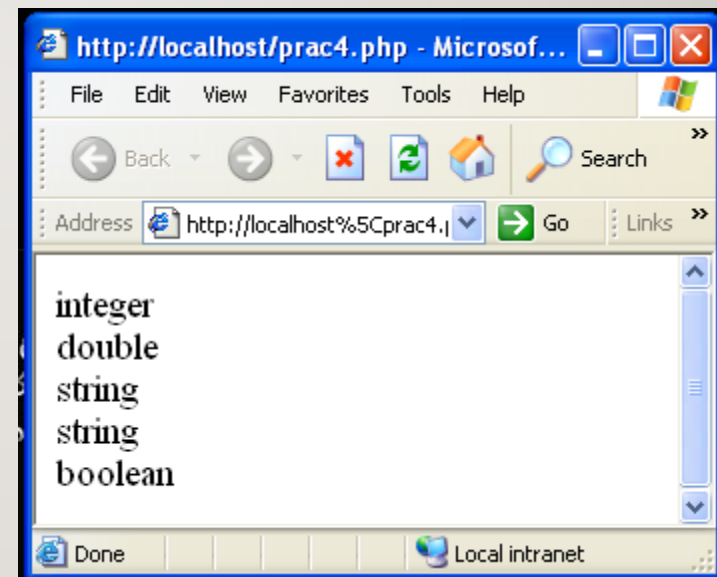 http://localhost/prac4.php - Microsof...
File Edit View Favorites Tools Help
Back Search »
Address http://localhost%5Cprac4. Go Links »
integer
double
string
string
boolean
Done Local intranet